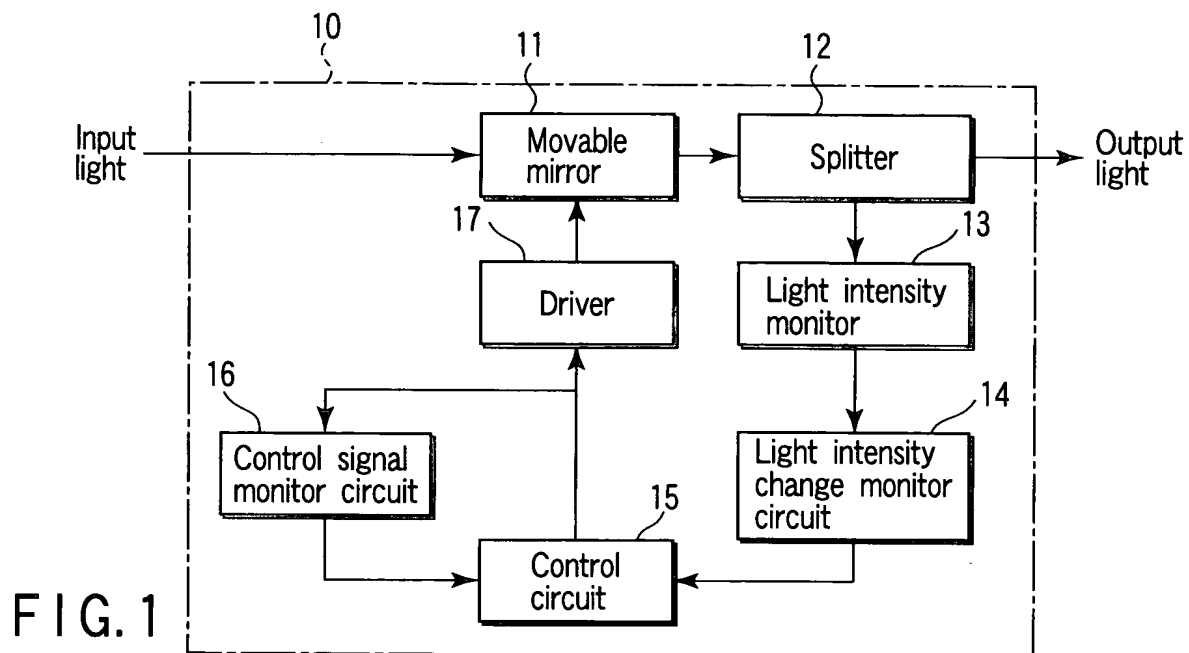 10
11
12
Input
light
Movable
mirror
Splitter
Output
light
17
13
Driver
Light intensity
monitor
16
14
Control signal
monitor circuit
Light intensity
change monitor
circuit
15
Control
circuit
FIG. 1